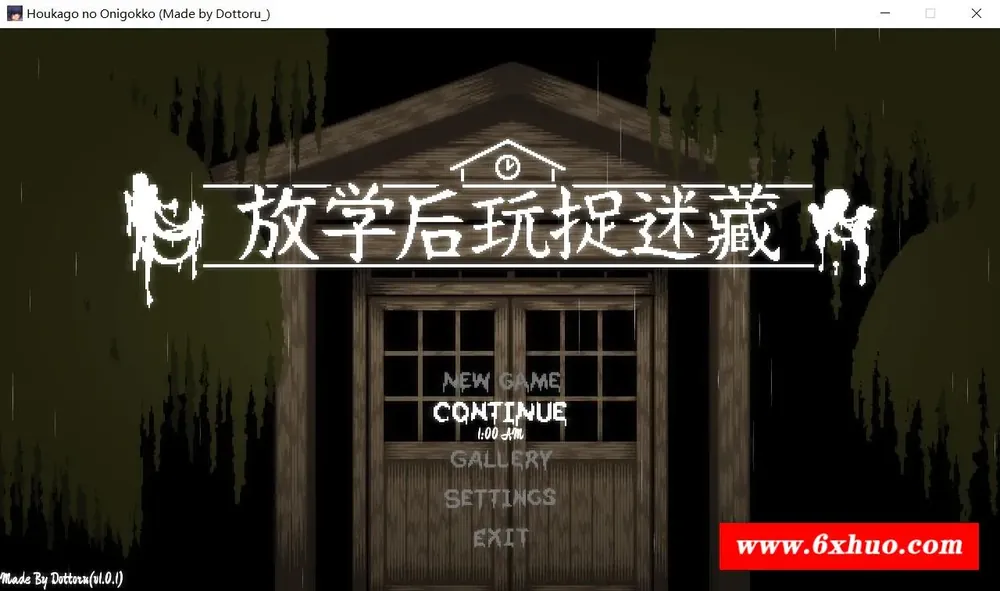 Houkago no Onigokko (Made by Dottoru_)
放学后玩捉迷藏
NEW GAME
CONTINUE
1:00 AM
GALLERY
SETTINGS
EXIT
www.6xhuo.com
Made By Dottoru(v1.0.1)